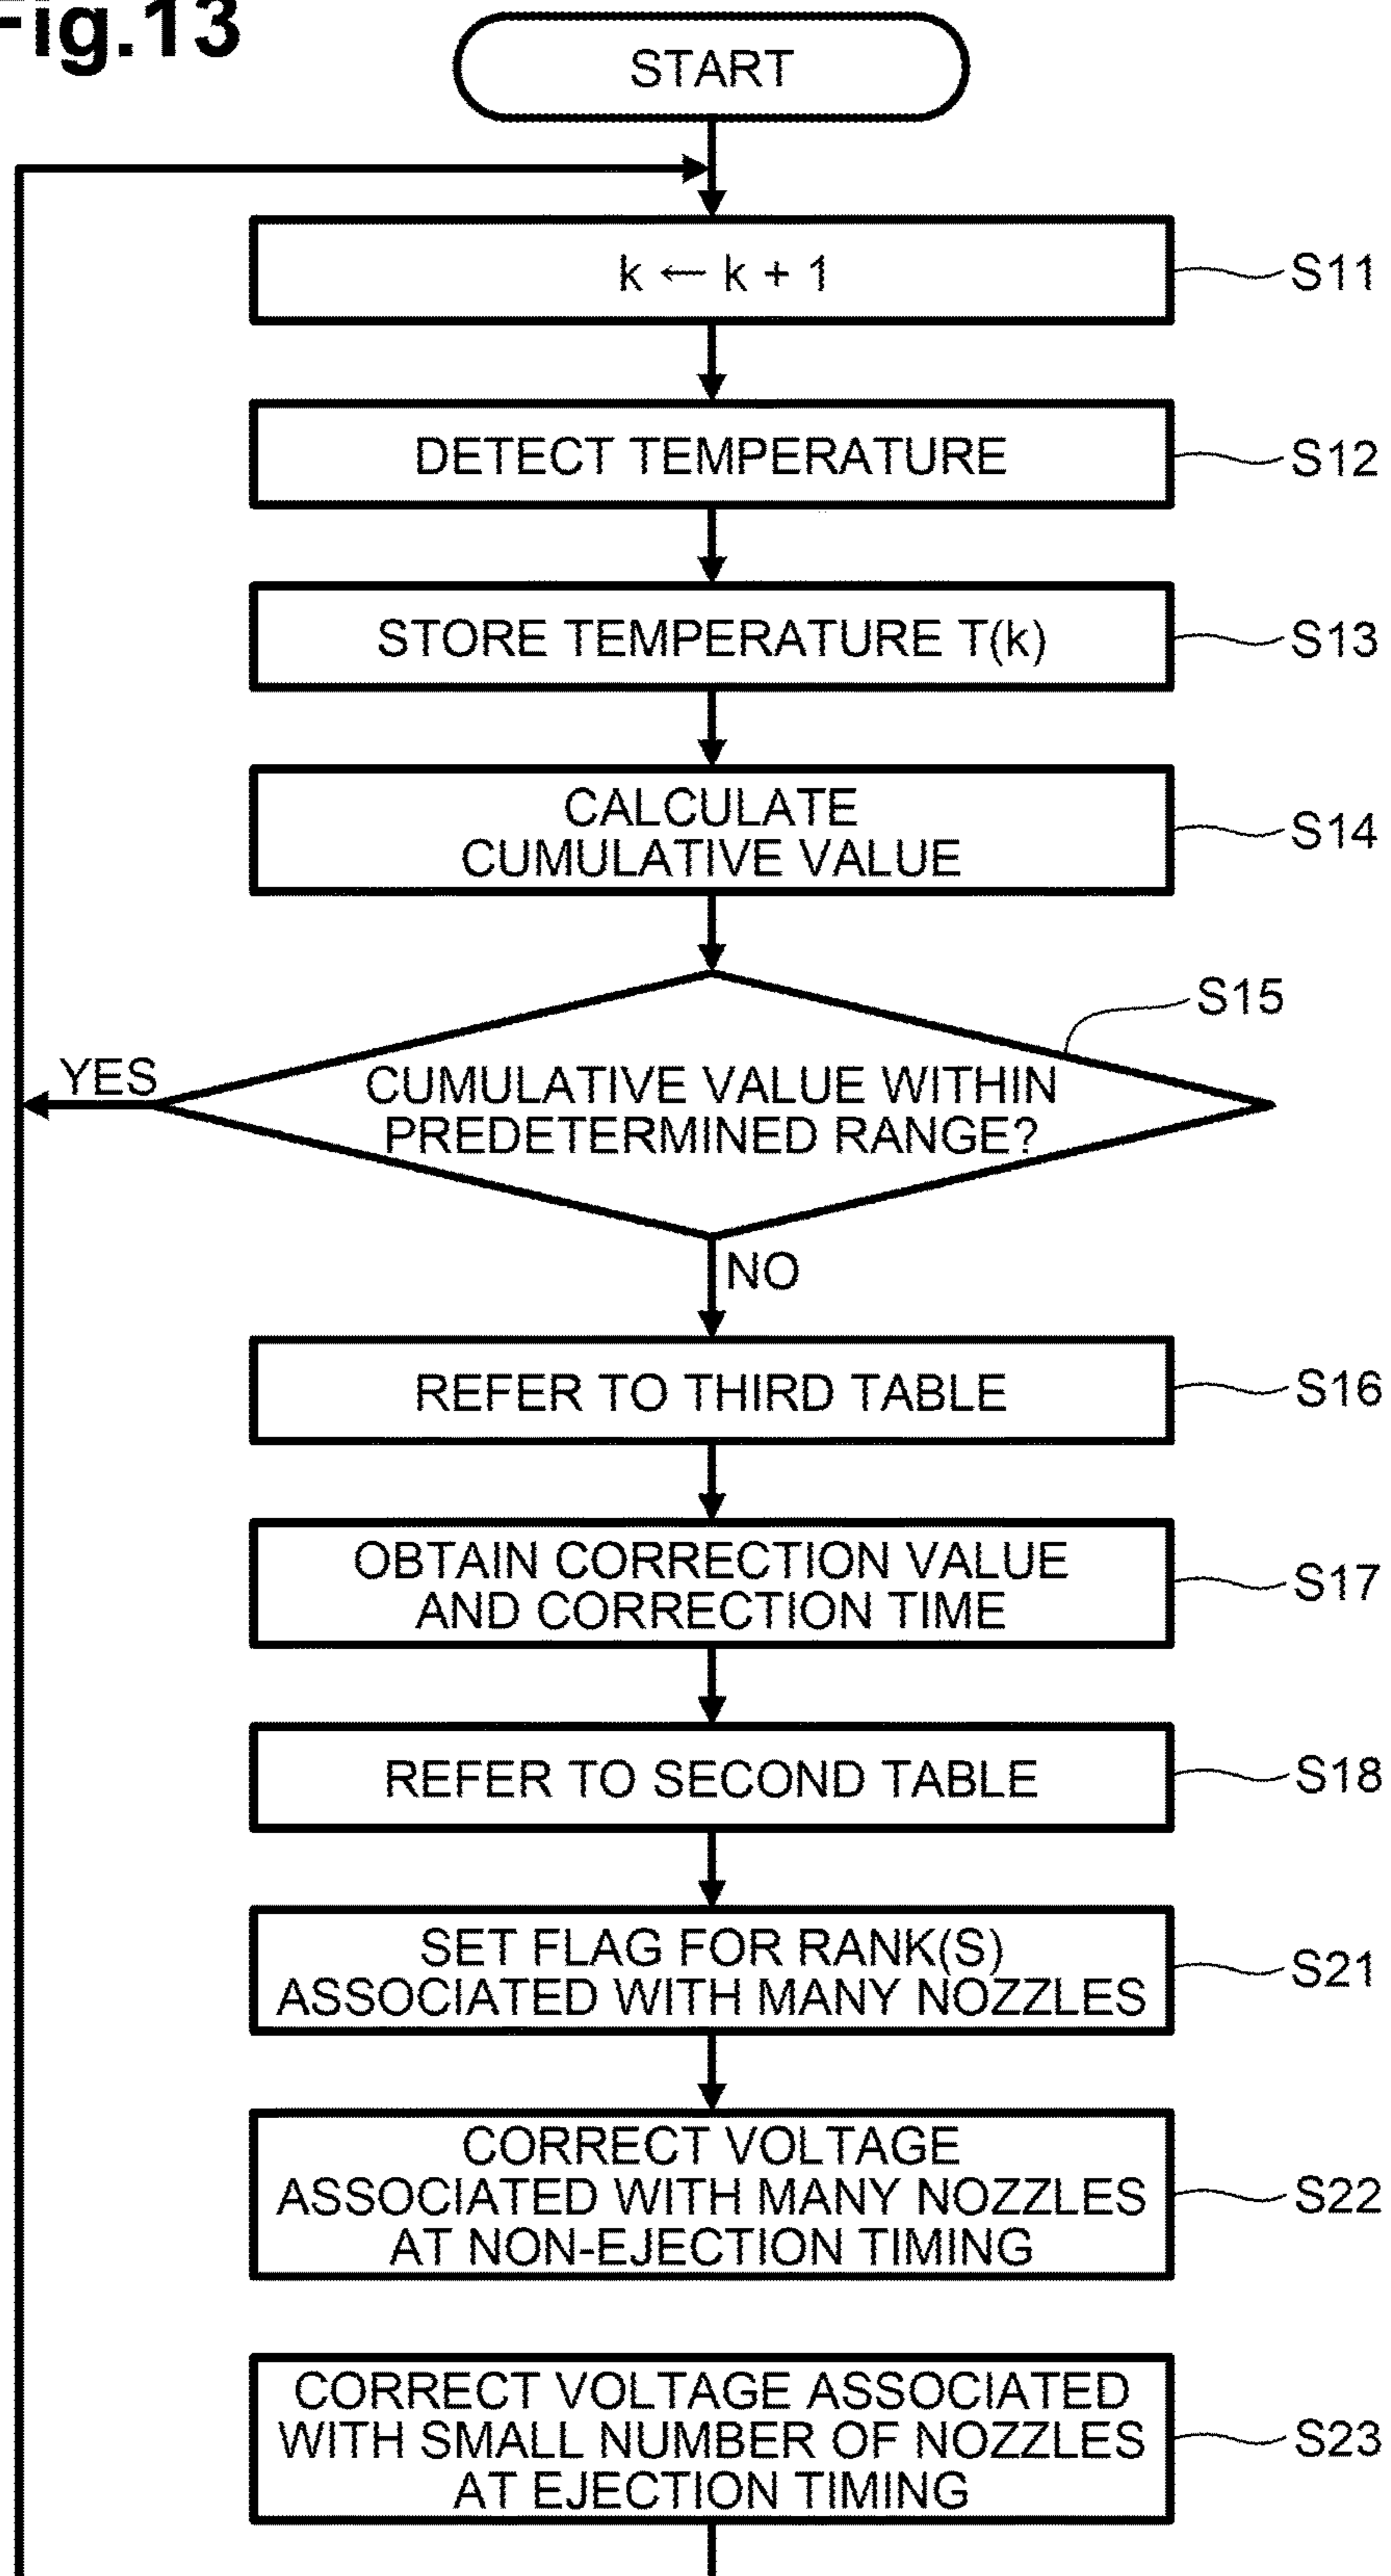 Fig.13
START
k ← k + 1
S11
DETECT TEMPERATURE
S12
STORE TEMPERATURE T(k)
S13
CALCULATE
CUMULATIVE VALUE
S14
S15
YES
CUMULATIVE VALUE WITHIN
PREDETERMINED RANGE?
NO
REFER TO THIRD TABLE
S16
OBTAIN CORRECTION VALUE
AND CORRECTION TIME
S17
REFER TO SECOND TABLE
S18
SET FLAG FOR RANK(S)
ASSOCIATED WITH MANY NOZZLES
S21
CORRECT VOLTAGE
ASSOCIATED WITH MANY NOZZLES
AT NON-EJECTION TIMING
S22
CORRECT VOLTAGE ASSOCIATED
WITH SMALL NUMBER OF NOZZLES
AT EJECTION TIMING
S23